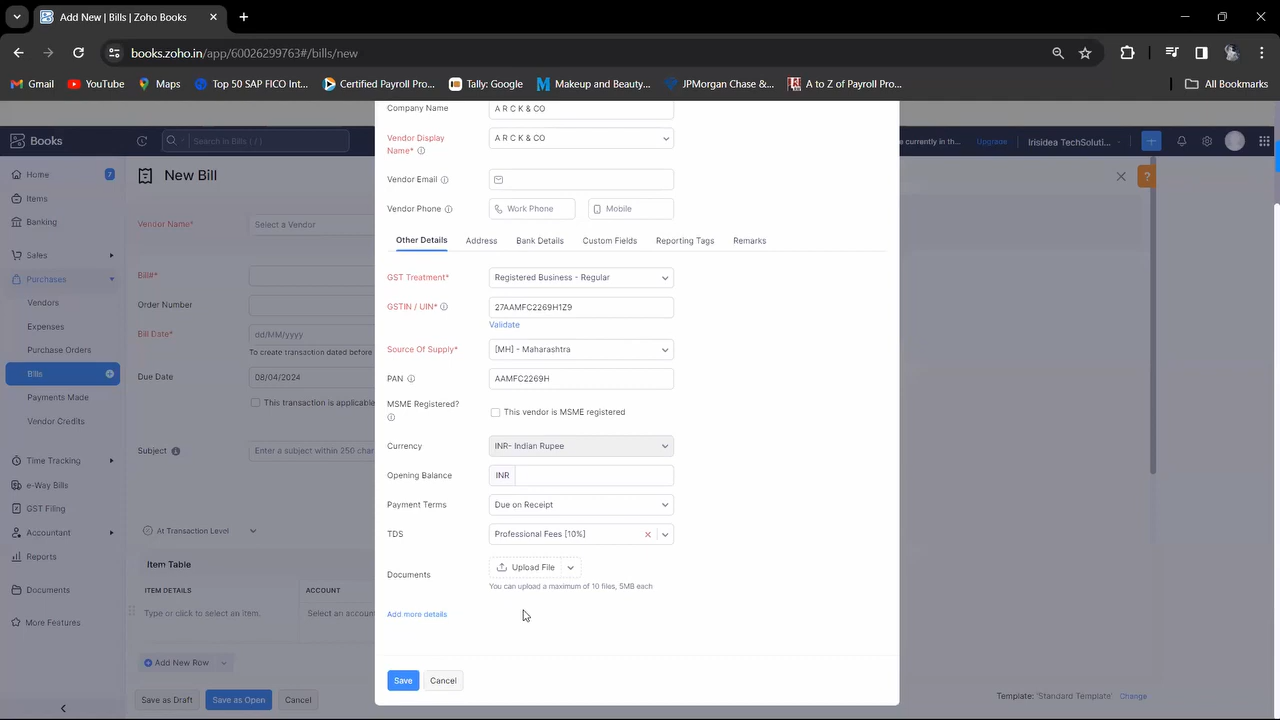 Add New | Bills | Zoho Books
books.zoho.in/app/60026299763#/bills/new
Gmail YouTube Maps Top 50 SAP FICO Int... Certified Payroll Pro... Tally: Google Makeup and Beauty... JPMorgan Chase &... A to Z of Payroll Pro... All Bookmarks
Company Name A R C K & CO
Books Search in Bills ( / ) e currently in th... Upgrade Irisidea TechSoluti...
Vendor Display
Name* A R C K & CO
Home 7
New Bill
Items
Vendor Email
Banking
Vendor Name* Select a Vendor
Vendor Phone Work Phone Mobile
Other Details Address Bank Details Custom Fields Reporting Tags Remarks
Sales
Purchases
Bill#*
GST Treatment* Registered Business - Regular
Vendors
Order Number
GSTIN / UIN* 27AAMFC2269H1Z9
Validate
Expenses
Bill Date* dd/MM/yyyy
Purchase Orders
To create transaction dated before
Source Of Supply* [MH] - Maharashtra
Bills
Due Date 08/04/2024
PAN AAMFC2269H
Payments Made
This transaction is applicable
MSME Registered? This vendor is MSME registered
Vendor Credits
Currency INR- Indian Rupee
Subject Enter a subject within 250 char
Time Tracking
Opening Balance INR
e-Way Bills
Payment Terms Due on Receipt
GST Filing
Accountant
At Transaction Level
TDS Professional Fees [10%]
Reports
Item Table
Documents Upload File
You can upload a maximum of 10 files, 5MB each
Documents
ITEM DETAILS ACCOUNT
Type or click to select an item. Select an account
Add more details
More Features
Add New Row
Save Cancel
Save as Draft Save as Open Cancel
Template: 'Standard Template' Change